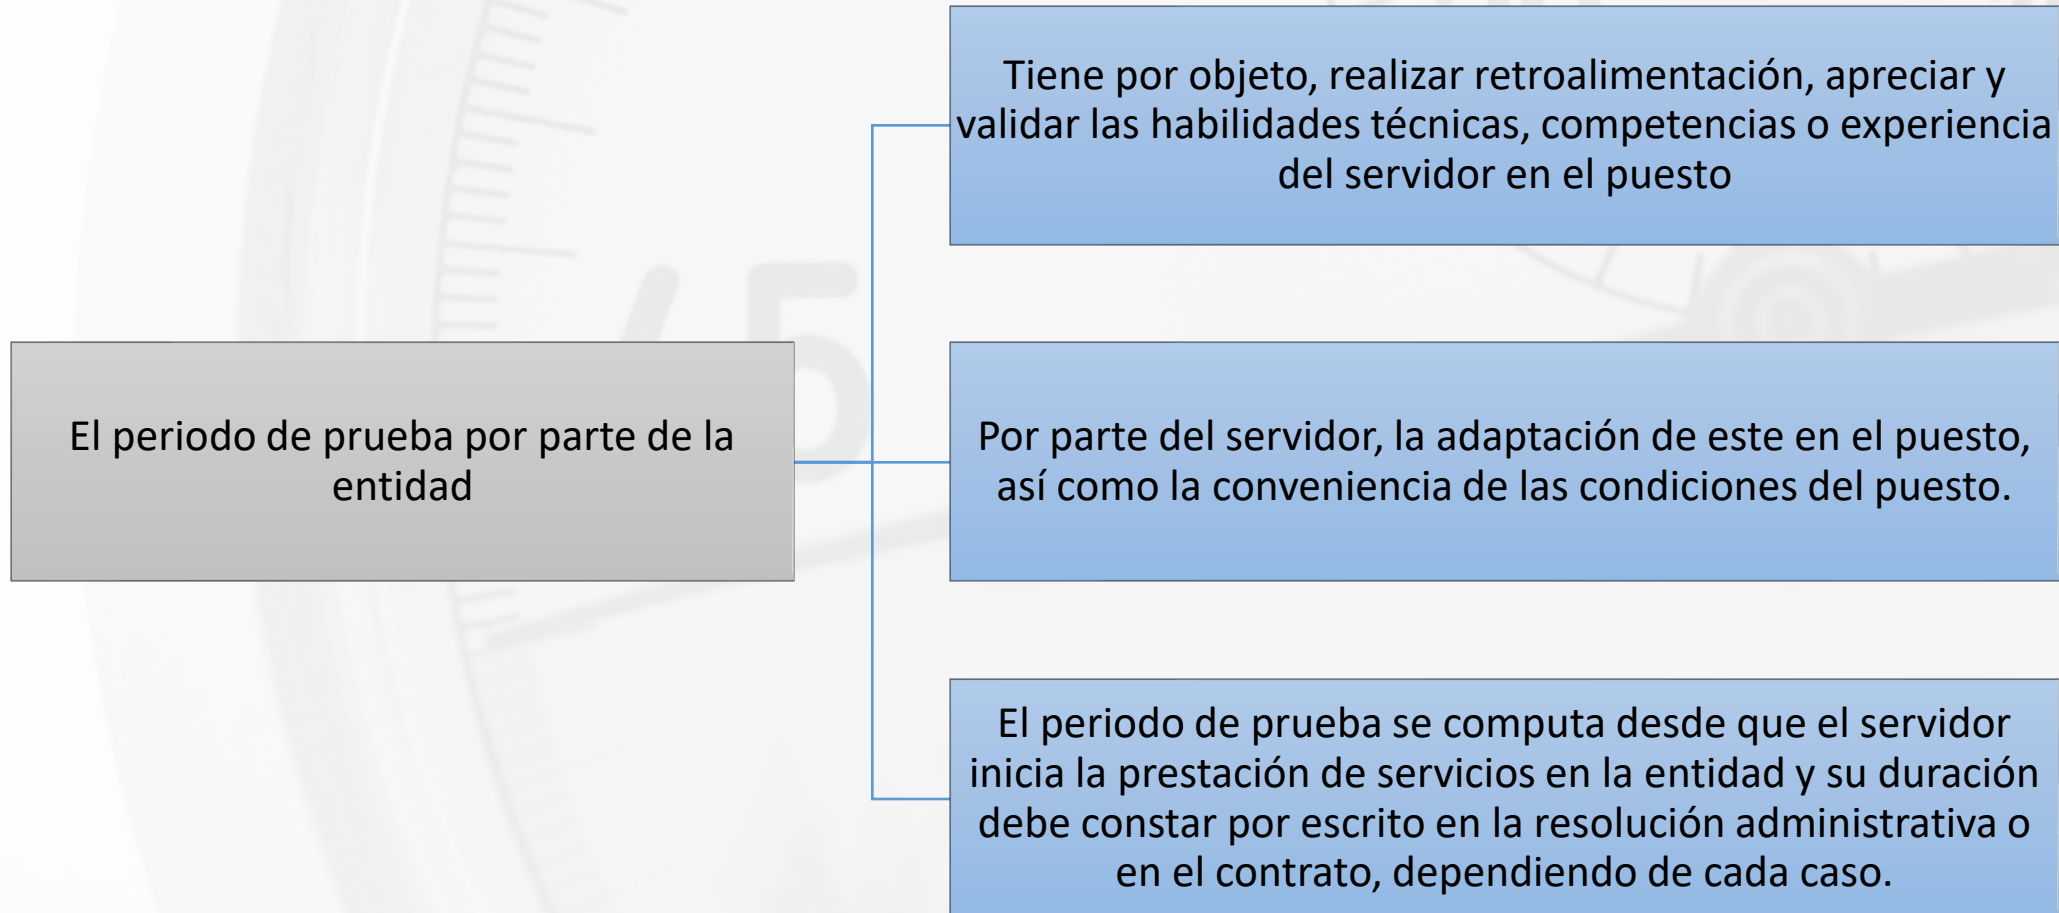 Tiene por objeto, realizar retroalimentación, apreciar y
validar las habilidades técnicas, competencias o experiencia
del servidor en el puesto
El periodo de prueba por parte de la
entidad
Por parte del servidor, la adaptación de este en el puesto,
así como la conveniencia de las condiciones del puesto.
El periodo de prueba se computa desde que el servidor
inicia la prestación de servicios en la entidad y su duración
debe constar por escrito en la resolución administrativa o
en el contrato, dependiendo de cada caso.